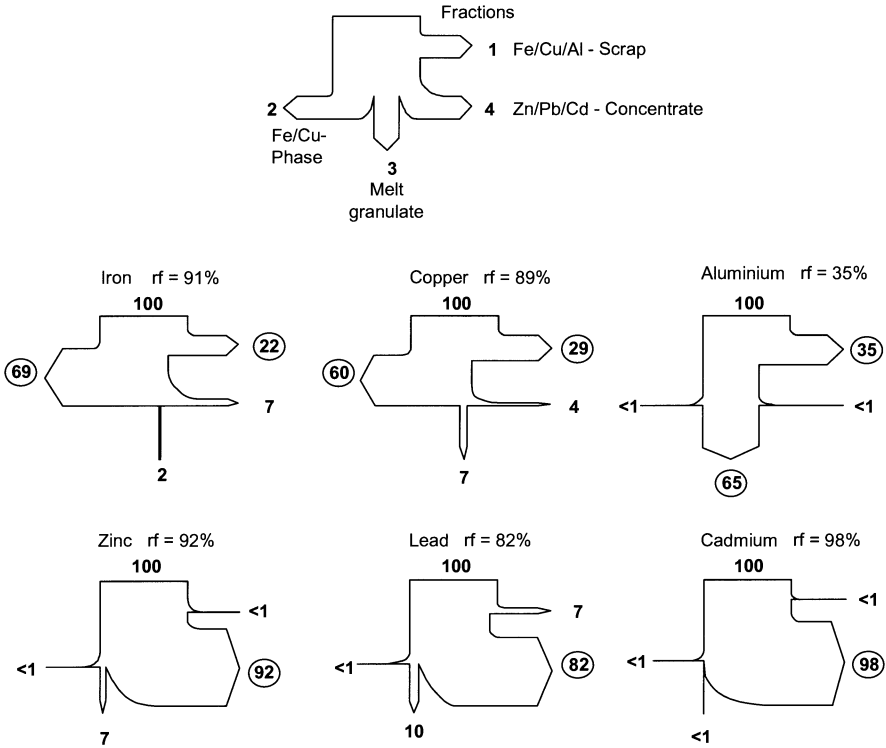 Fractions
1 Fe/Cu/Al - Scrap
2
4 Zn/Pb/Cd - Concentrate
Fe/Cu-
Phase
3
Melt
granulate
Iron rf = 91%
100
69
22
7
2
Copper rf = 89%
100
60
29
4
7
Aluminium rf = 35%
100
35
<1
<1
65
Zinc rf = 92%
100
<1
<1
92
7
Lead rf = 82%
100
7
<1
82
10
Cadmium rf = 98%
100
<1
<1
98
<1